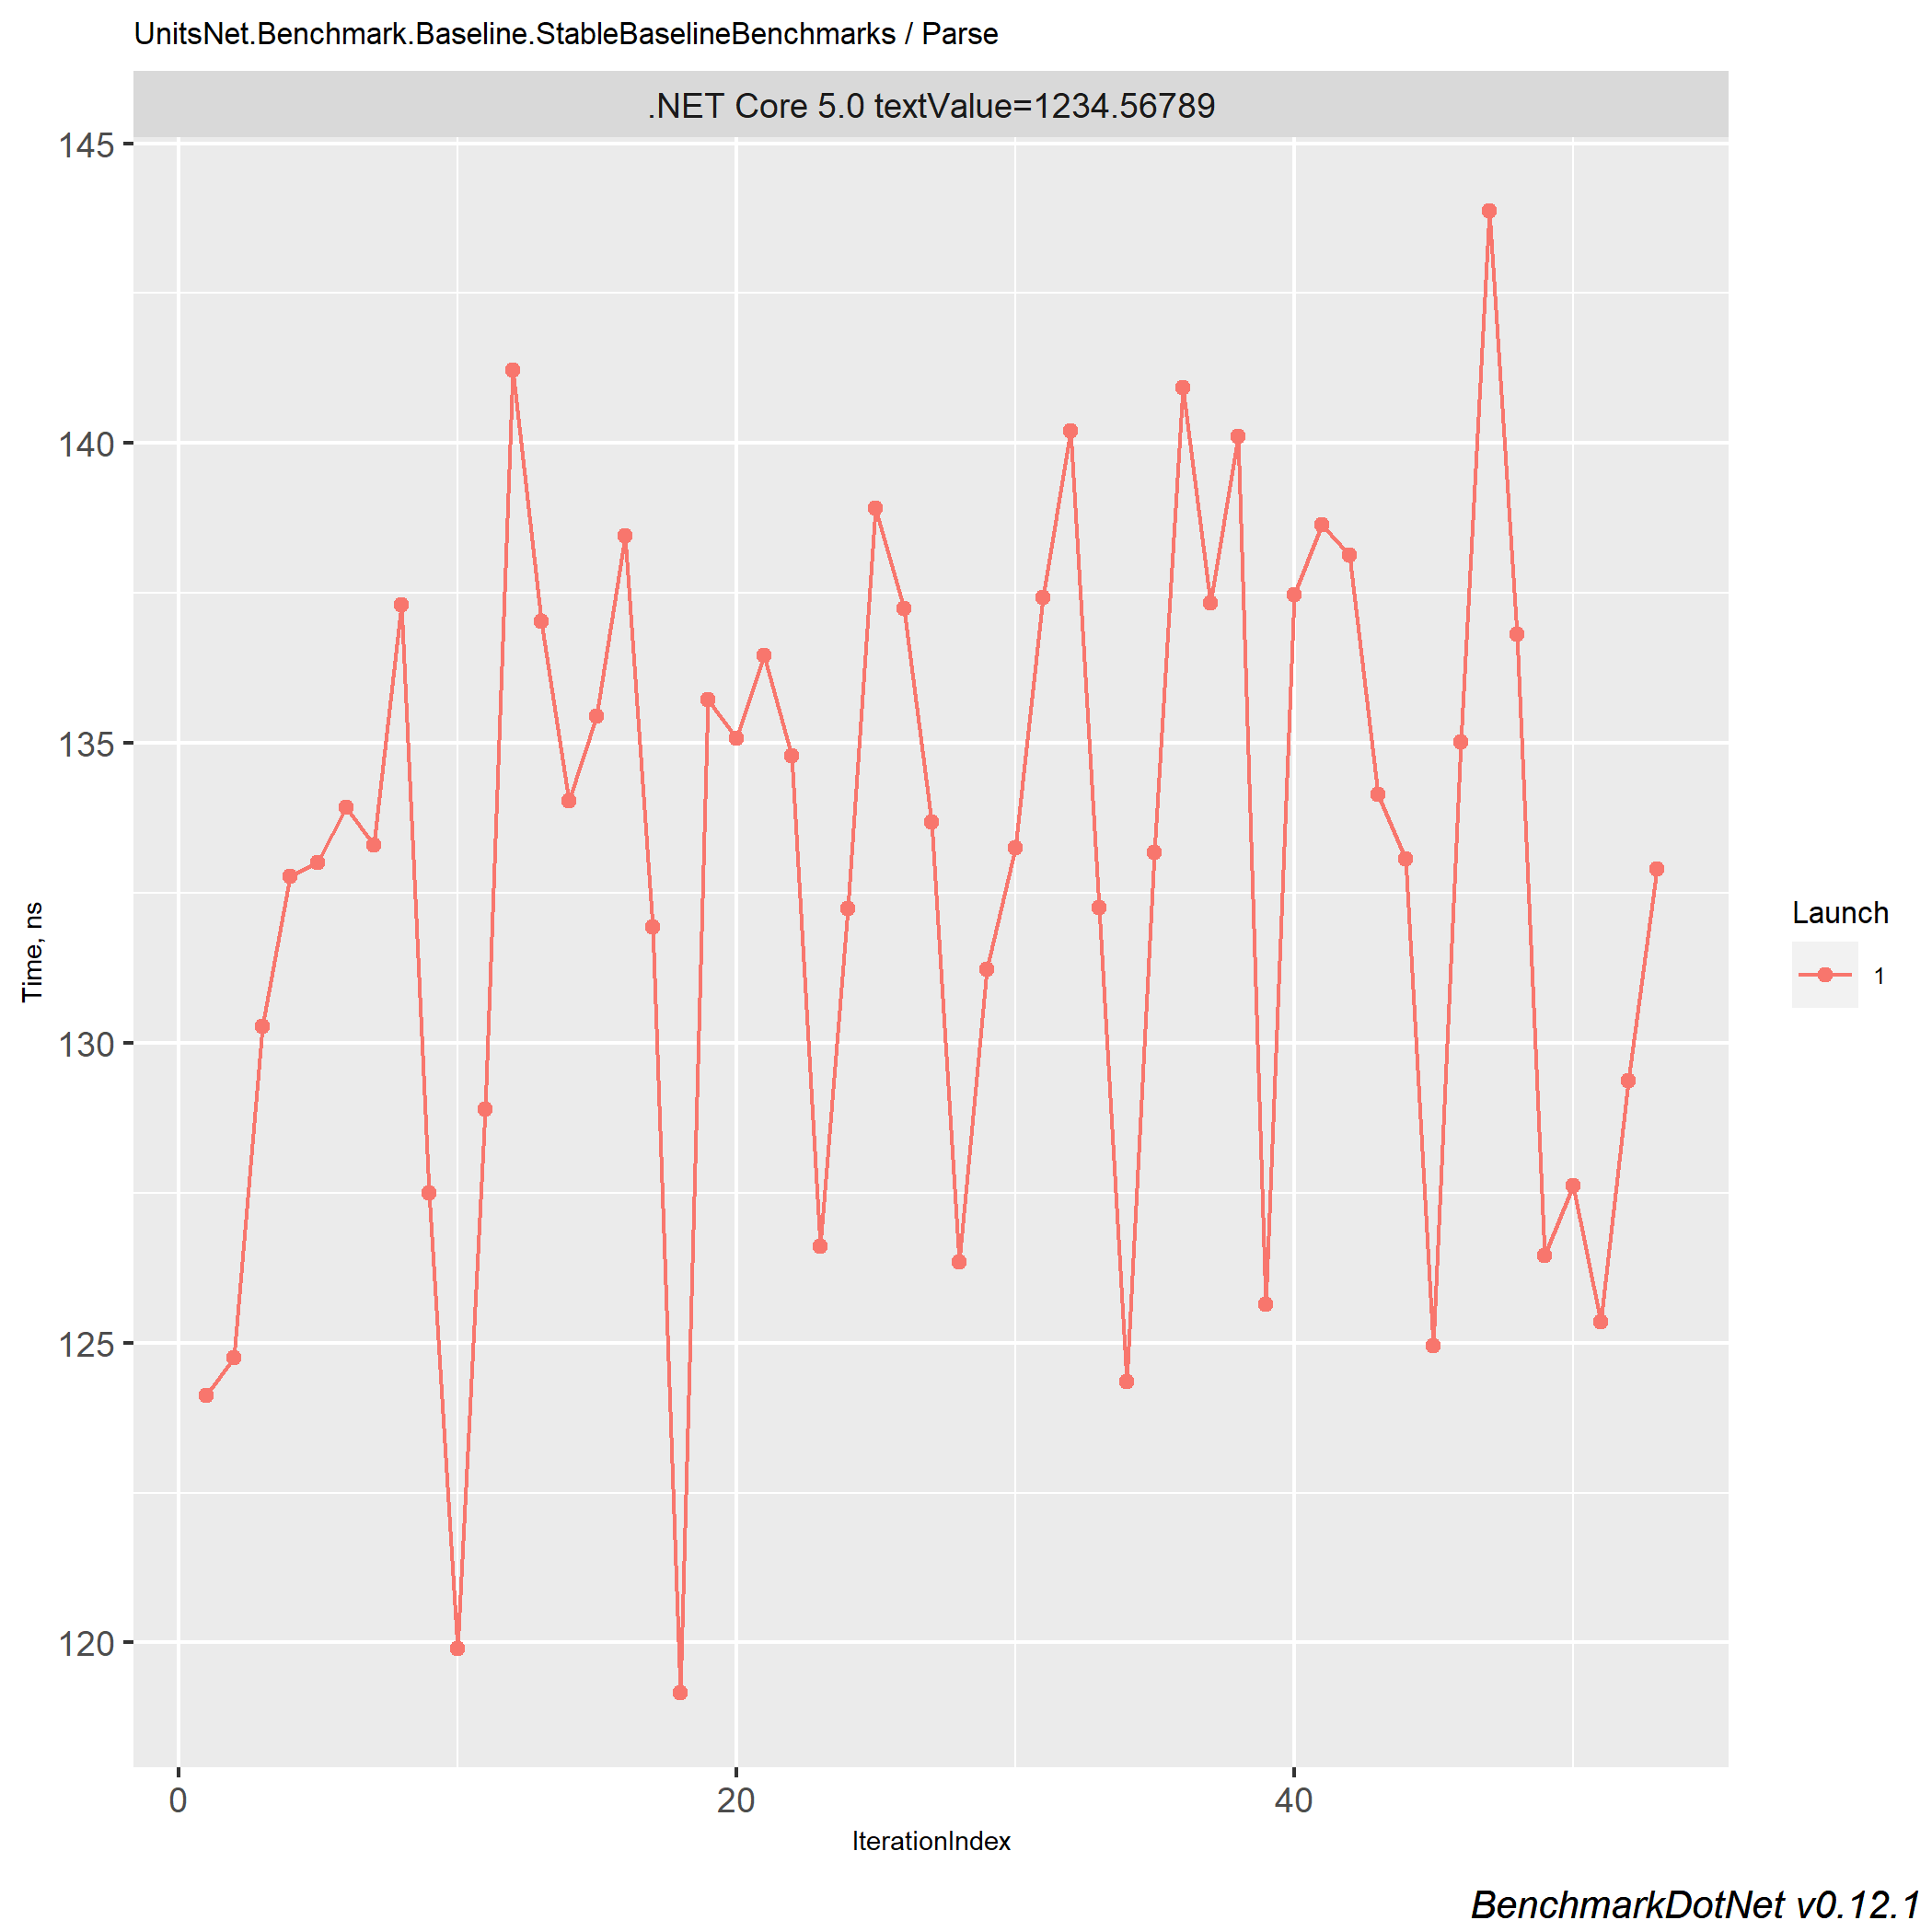 UnitsNet.Benchmark.Baseline.StableBaselineBenchmarks / Parse
.NET Core 5.0 textValue=1234.56789
145
140
135
130
125
120
Time, ns
0 20 40
IterationIndex
Launch
1
BenchmarkDotNet v0.12.1